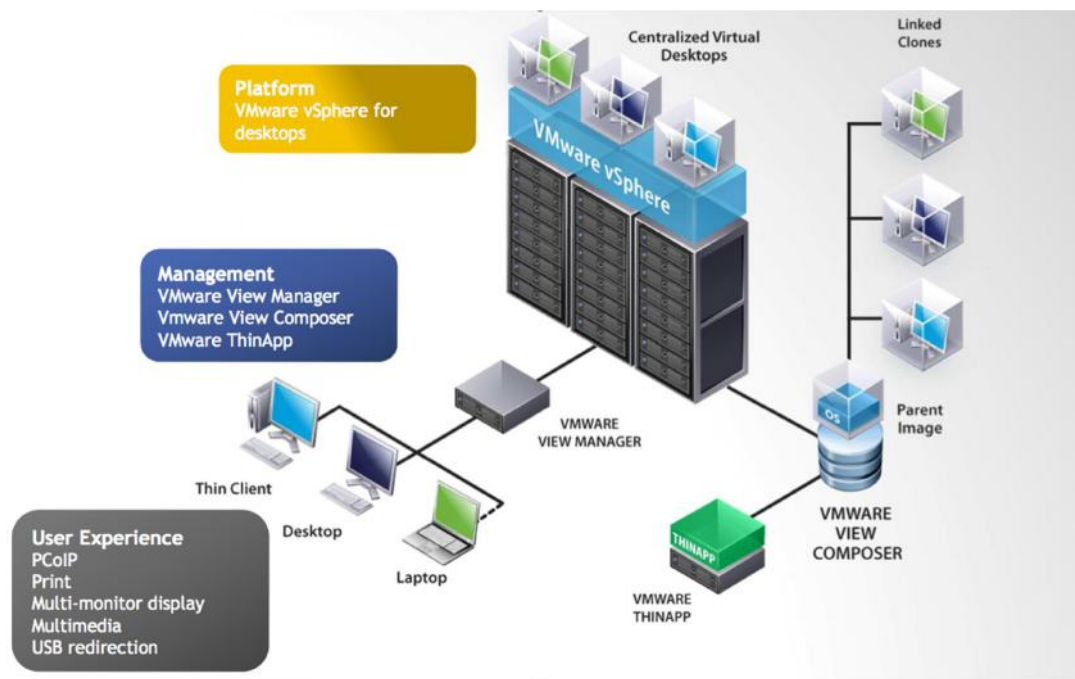 Centralized Virtual
Desktops
Linked
Clones
Platform
VMware vSphere for
desktops
VMware vSphere
Management
VMware View Manager
Vmware View Composer
VMware ThinApp
VMWARE
VIEW MANAGER
OS
Parent
Image
Thin Client
Desktop
Laptop
VMWARE
VIEW
COMPOSER
THINAPP
VMWARE
THINAPP
User Experience
PCoIP
Print
Multi-monitor display
Multimedia
USB redirection